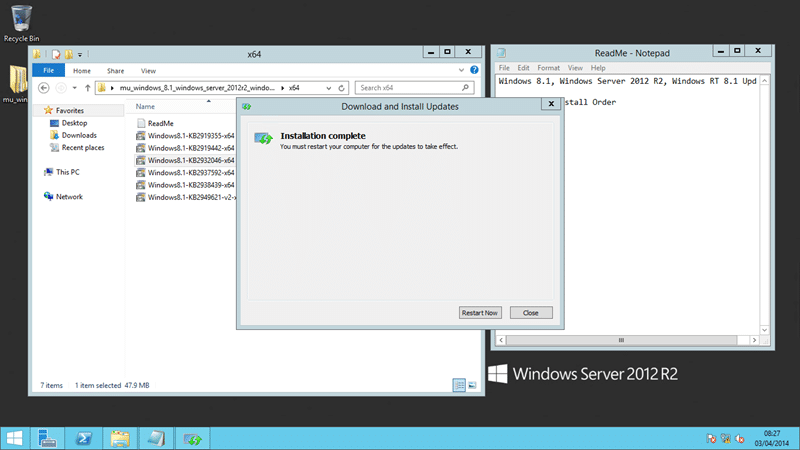 Recycle Bin
mu_win
x64
File
Home
Share
View
mu_windows_8.1_windows_server_2012r2_windo...
x64
Search x64
Favorites
Desktop
Downloads
Recent places
This PC
Network
Name
ReadMe
Windows8.1-KB2919355-x64
Windows8.1-KB2919442-x64
Windows8.1-KB2932046-x64
Windows8.1-KB2937592-x64
Windows8.1-KB2938439-x64
Windows8.1-KB2949621-v2-x
7 items 1 item selected 47.9 MB
ReadMe - Notepad
File Edit Format View Help
Windows 8.1, Windows Server 2012 R2, Windows RT 8.1 Upd
stall Order
Download and Install Updates
Installation complete
You must restart your computer for the updates to take effect.
Restart Now
Close
Windows Server 2012 R2
08:27
03/04/2014